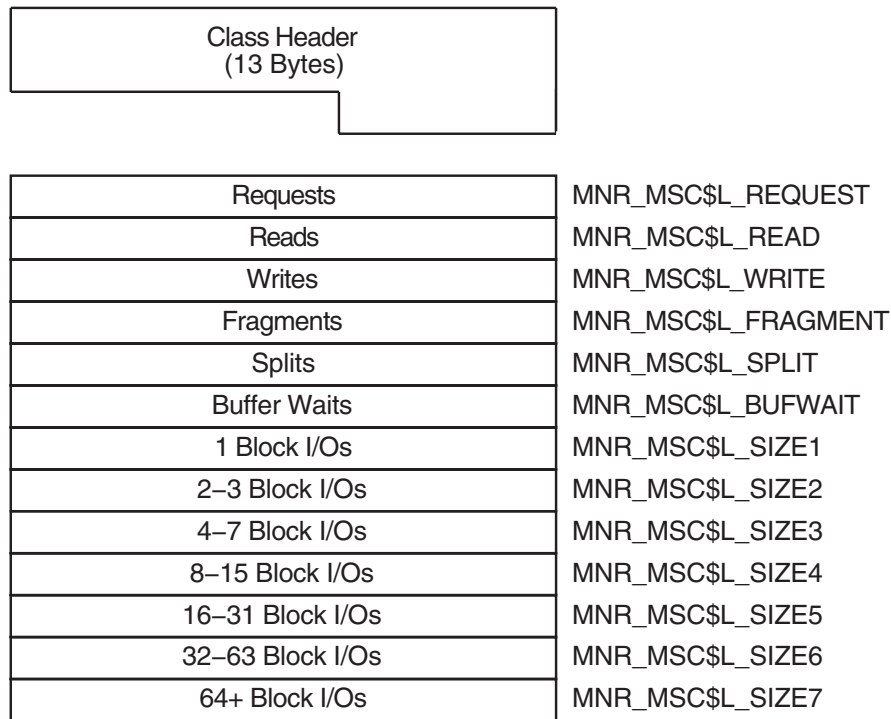 Class Header
(13 Bytes)
Requests MNR_MSC$L_REQUEST
Reads MNR_MSC$L_READ
Writes MNR_MSC$L_WRITE
Fragments MNR_MSC$L_FRAGMENT
Splits MNR_MSC$L_SPLIT
Buffer Waits MNR_MSC$L_BUFWAIT
1 Block I/Os MNR_MSC$L_SIZE1
2–3 Block I/Os MNR_MSC$L_SIZE2
4–7 Block I/Os MNR_MSC$L_SIZE3
8–15 Block I/Os MNR_MSC$L_SIZE4
16–31 Block I/Os MNR_MSC$L_SIZE5
32–63 Block I/Os MNR_MSC$L_SIZE6
64+ Block I/Os MNR_MSC$L_SIZE7